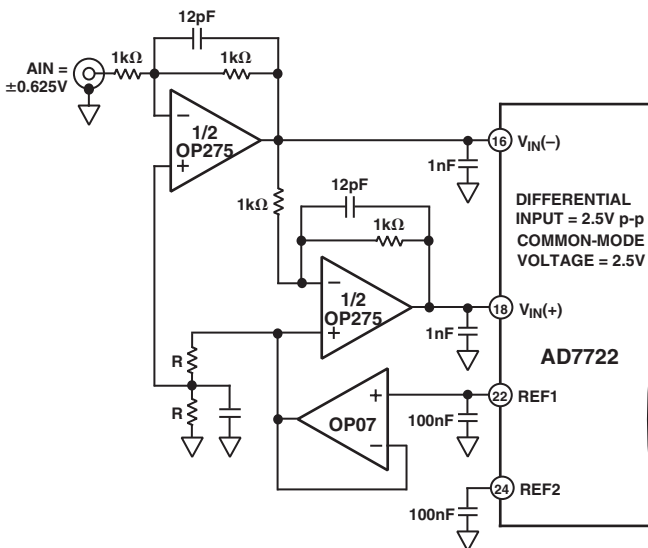 12pF
AIN =
±0.625V
1kΩ
1kΩ
–
1/2
OP275
+
16
VIN(–)
1nF
1kΩ
12pF
1kΩ
DIFFERENTIAL
INPUT = 2.5V p-p
COMMON-MODE
VOLTAGE = 2.5V
–
1/2
OP275
+
18
VIN(+)
1nF
AD7722
R
R
+
OP07
–
22
REF1
100nF
24
REF2
100nF